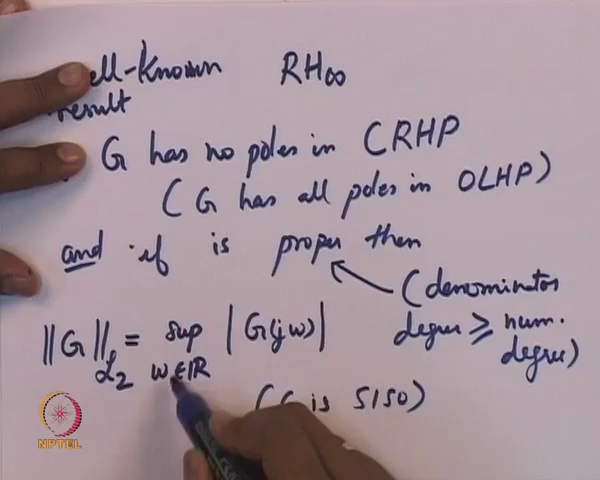 ell-known RH∞
result
G has no poles in CRHP
(G has all poles in OLHP)
and if is proper then
(denominator
degree ≥ num.
degree)
||G||ℒ2 = sup |G(jω)|
ω∈ℝ
is SISO)
NPTEL